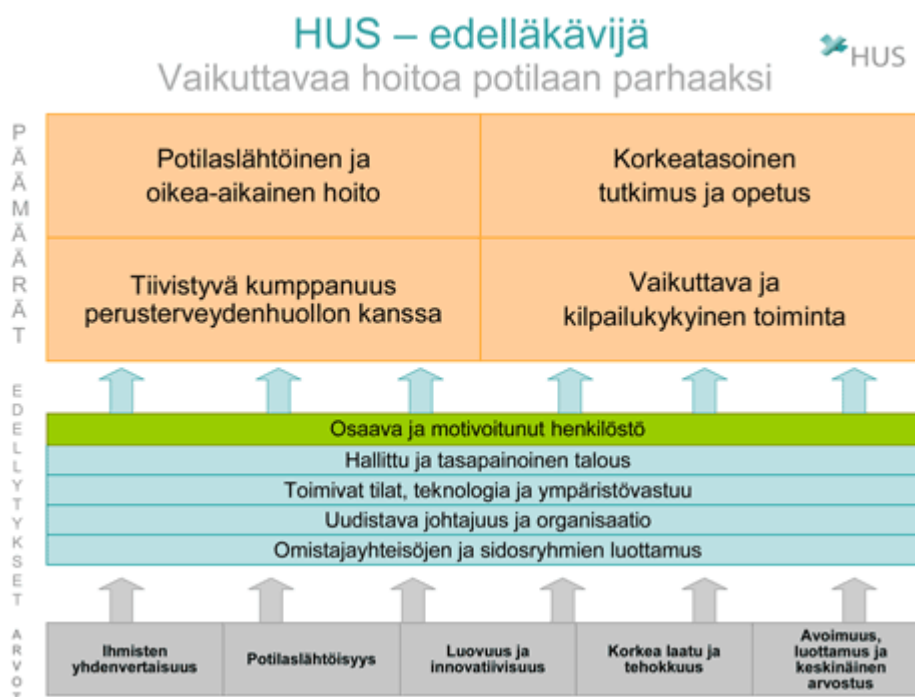 HUS – edelläkävijä
Vaikuttavaa hoitoa potilaan parhaaksi
HUS
PÄÄMÄÄRÄT
Potilaslähtöinen ja
oikea-aikainen hoito
Korkeatasoinen
tutkimus ja opetus
Tiivistyvä kumppanuus
perusterveydenhuollon kanssa
Vaikuttava ja
kilpailukykyinen toiminta
EDELLYTYKSET
Osaava ja motivoitunut henkilöstö
Hallittu ja tasapainoinen talous
Toimivat tilat, teknologia ja ympäristövastuu
Uudistava johtajuus ja organisaatio
Omistajayhteisöjen ja sidosryhmien luottamus
ARVOT
Ihmisten
yhdenvertaisuus
Potilaslähtöisyys
Luovuus ja
innovatiivisuus
Korkea laatu ja
tehokkuus
Avoimuus,
luottamus ja
keskinäinen
arvostus